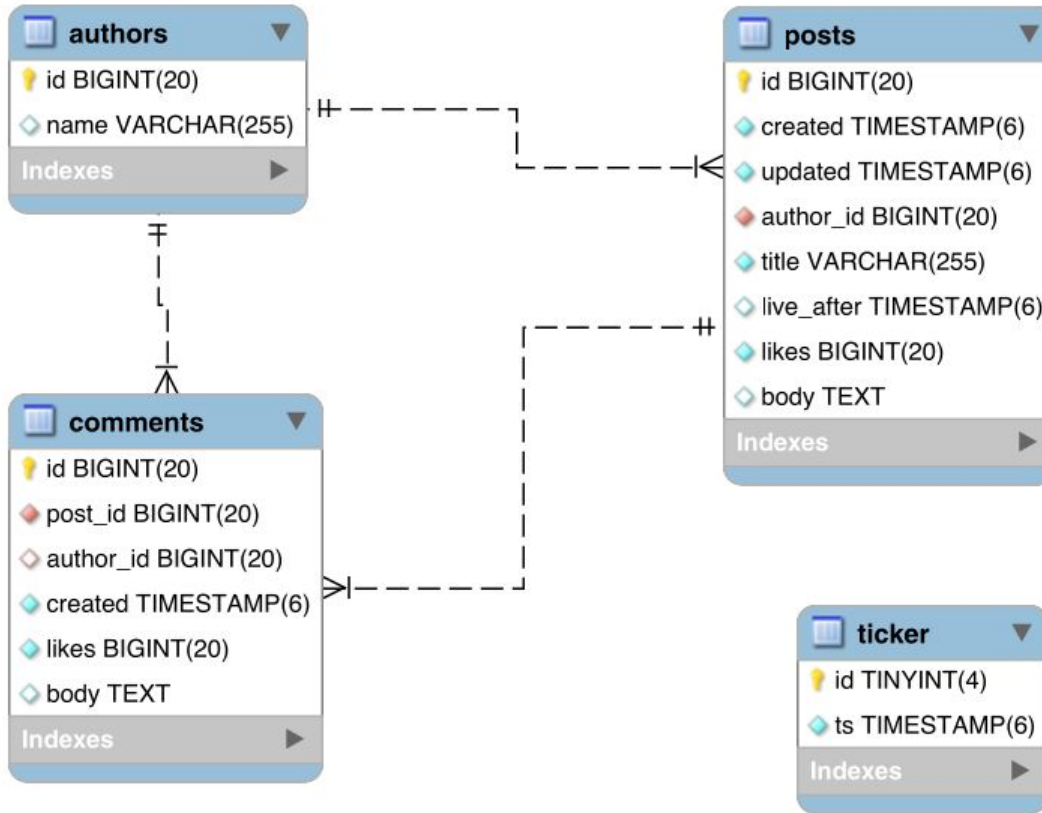 authors
id BIGINT(20)
name VARCHAR(255)
Indexes
posts
id BIGINT(20)
created TIMESTAMP(6)
updated TIMESTAMP(6)
author_id BIGINT(20)
title VARCHAR(255)
live_after TIMESTAMP(6)
likes BIGINT(20)
body TEXT
Indexes
comments
id BIGINT(20)
post_id BIGINT(20)
author_id BIGINT(20)
created TIMESTAMP(6)
likes BIGINT(20)
body TEXT
Indexes
ticker
id TINYINT(4)
ts TIMESTAMP(6)
Indexes